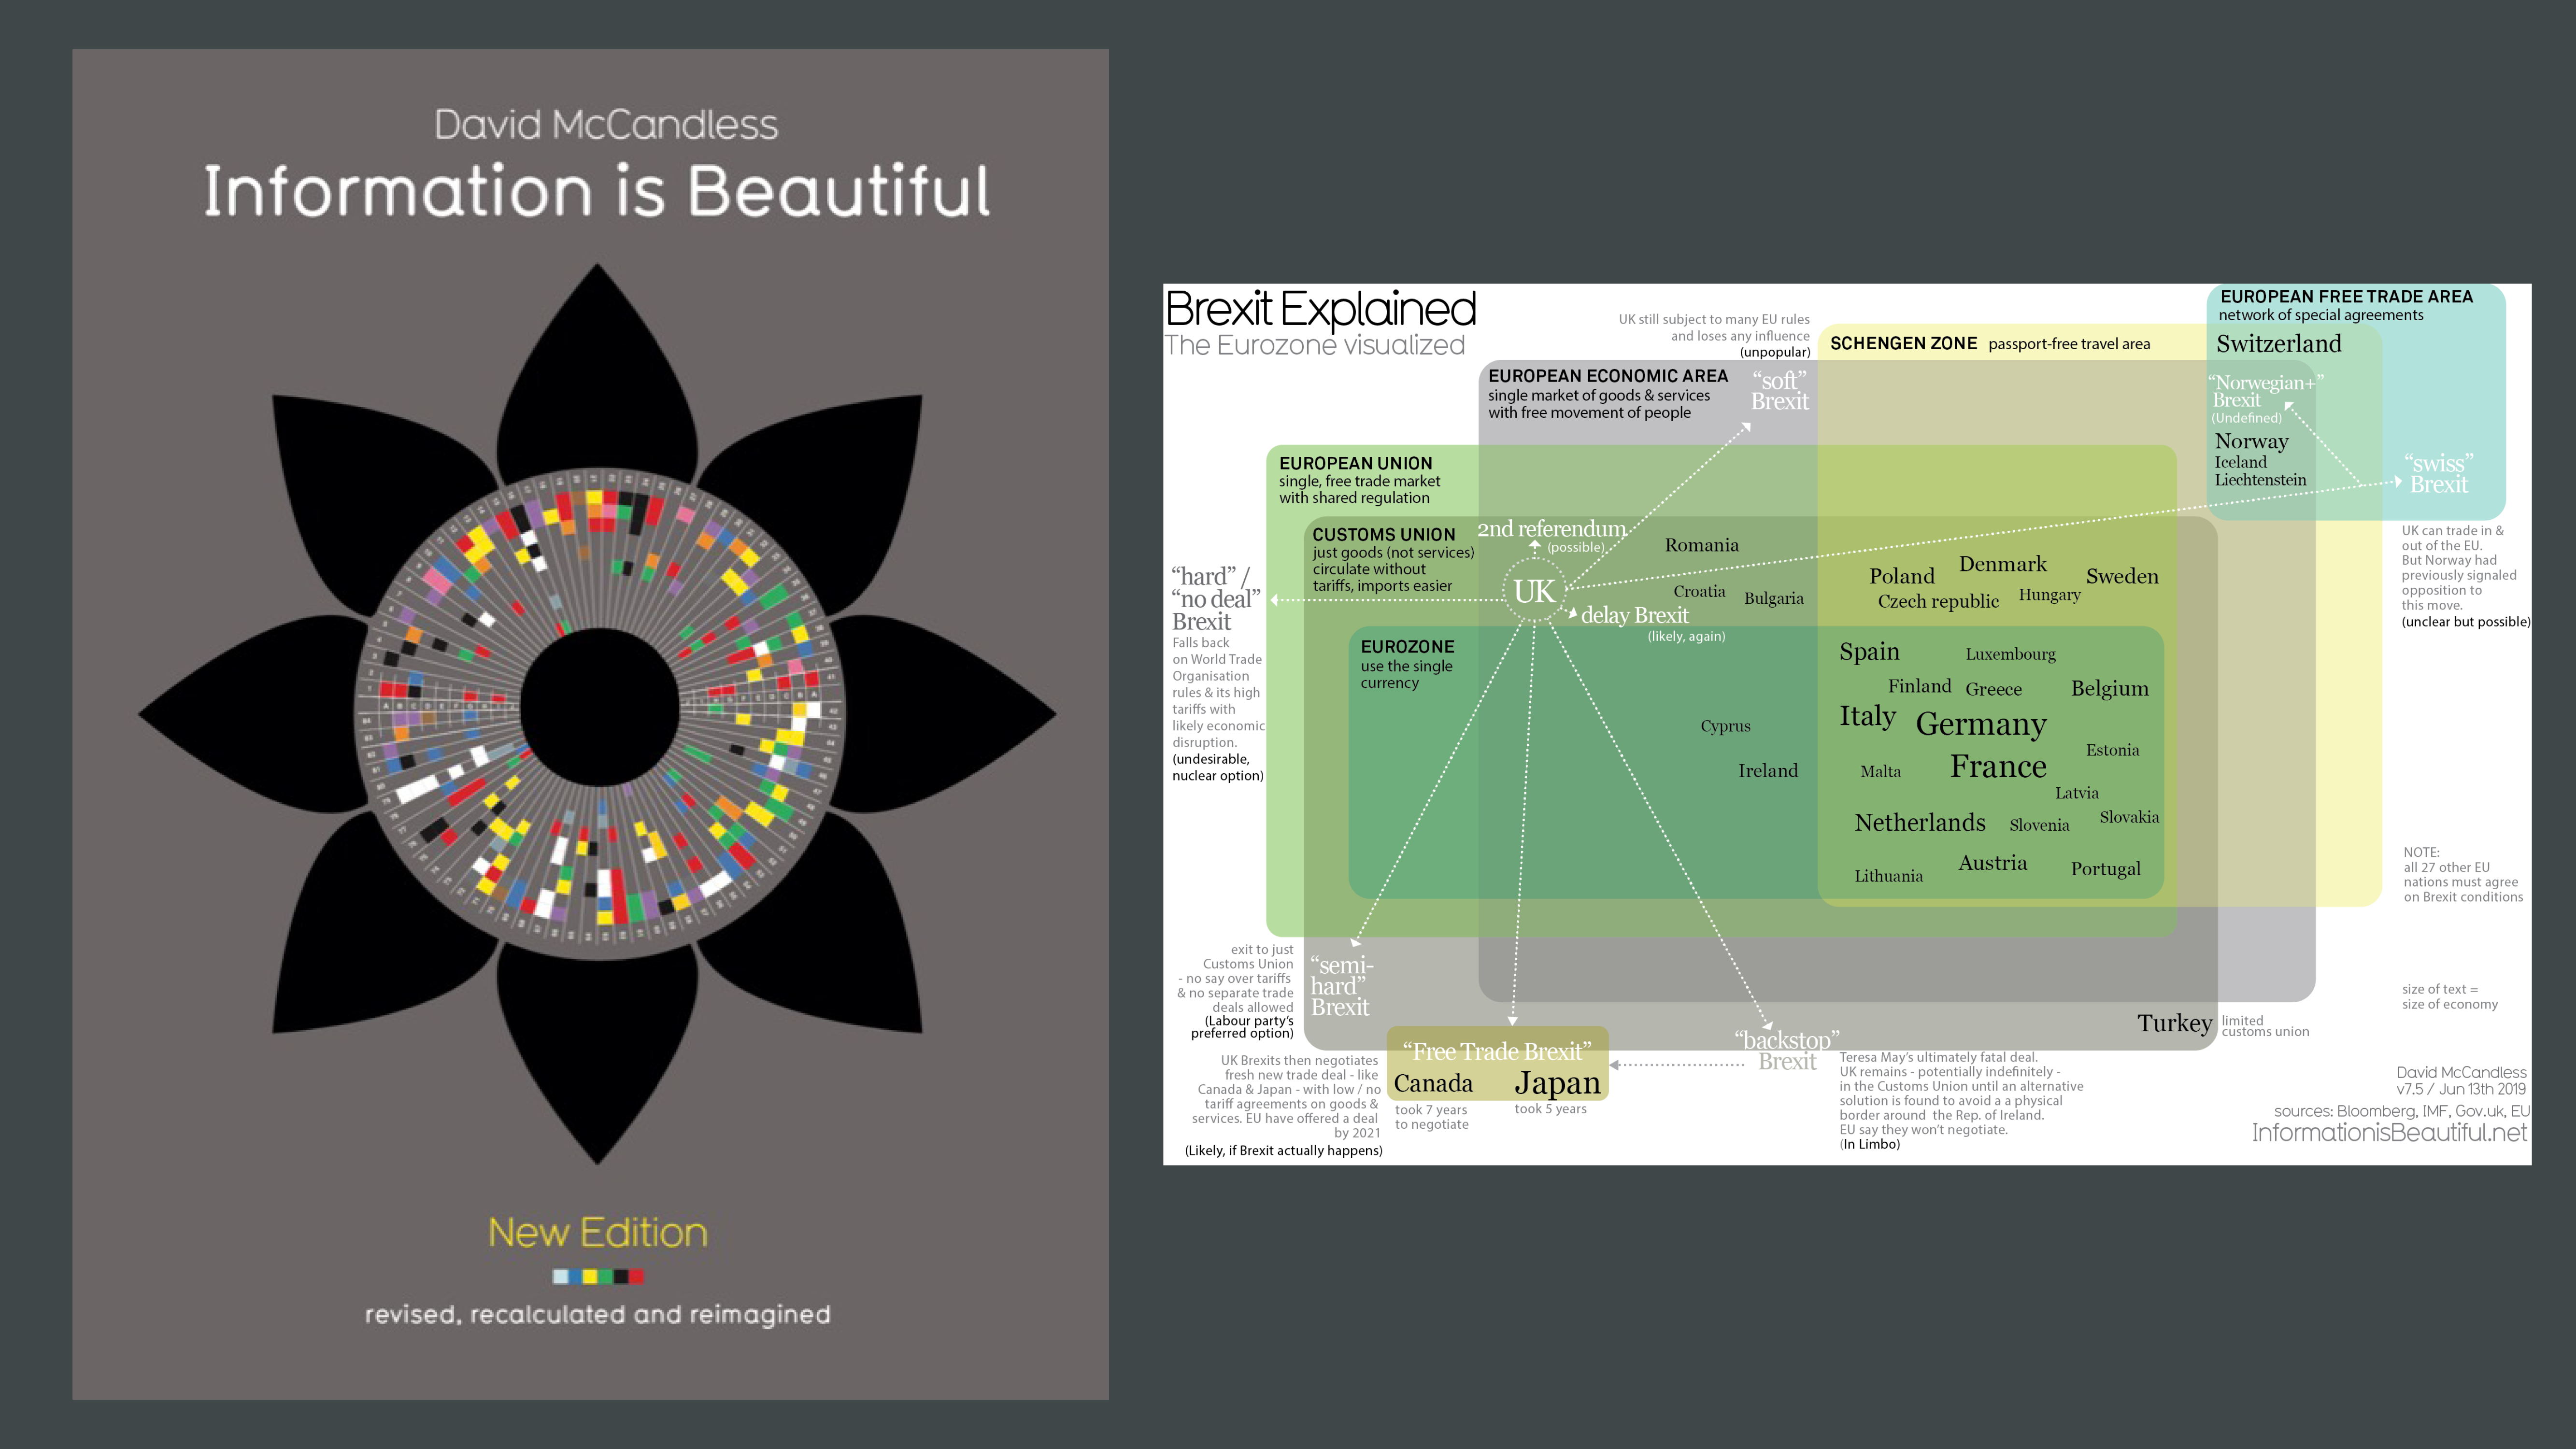 David McCandless
Information is Beautiful
New Edition
revised, recalculated and reimagined
Brexit Explained
The Eurozone visualized
UK still subject to many EU rules
and loses any influence
(unpopular)
"soft"
Brexit
EUROPEAN ECONOMIC AREA
single market of goods & services
with free movement of people
SCHENGEN ZONE passport-free travel area
EUROPEAN FREE TRADE AREA
network of special agreements
Switzerland
"Norwegian+"
Brexit
(Undefined)
Norway
Iceland
Liechtenstein
"swiss"
Brexit
UK can trade in &
out of the EU.
But Norway had
previously signaled
opposition to
this move.
(unclear but possible)
EUROPEAN UNION
single, free trade market
with shared regulation
CUSTOMS UNION
just goods (not services)
circulate without
tariffs, imports easier
2nd referendum
(possible)
UK
delay Brexit
(likely, again)
Romania
Croatia
Bulgaria
Poland
Denmark
Sweden
Czech republic
Hungary
"hard" /
"no deal"
Brexit
Falls back
on World Trade
Organisation
rules & its high
tariffs with
likely economic
disruption.
(undesirable,
nuclear option)
EUROZONE
use the single
currency
Cyprus
Ireland
Spain
Luxembourg
Finland
Greece
Belgium
Italy
Germany
Estonia
Malta
France
Latvia
Netherlands
Slovenia
Slovakia
Lithuania
Austria
Portugal
NOTE:
all 27 other EU
nations must agree
on Brexit conditions
size of text =
size of economy
exit to just
Customs Union
- no say over tariffs
& no separate trade
deals allowed
(Labour party's
preferred option)
"semi-
hard"
Brexit
Turkey
limited
customs union
UK Brexits then negotiates
fresh new trade deal - like
Canada & Japan - with low / no
tariff agreements on goods &
services. EU have offered a deal
by 2021
(Likely, if Brexit actually happens)
"Free Trade Brexit"
Canada
Japan
took 7 years
to negotiate
took 5 years
"backstop"
Brexit
Teresa May's ultimately fatal deal.
UK remains - potentially indefinitely -
in the Customs Union until an alternative
solution is found to avoid a a physical
border around the Rep. of Ireland.
EU say they won't negotiate.
(In Limbo)
David McCandless
v7.5 / Jun 13th 2019
sources: Bloomberg, IMF, Gov.uk, EU
InformationisBeautiful.net